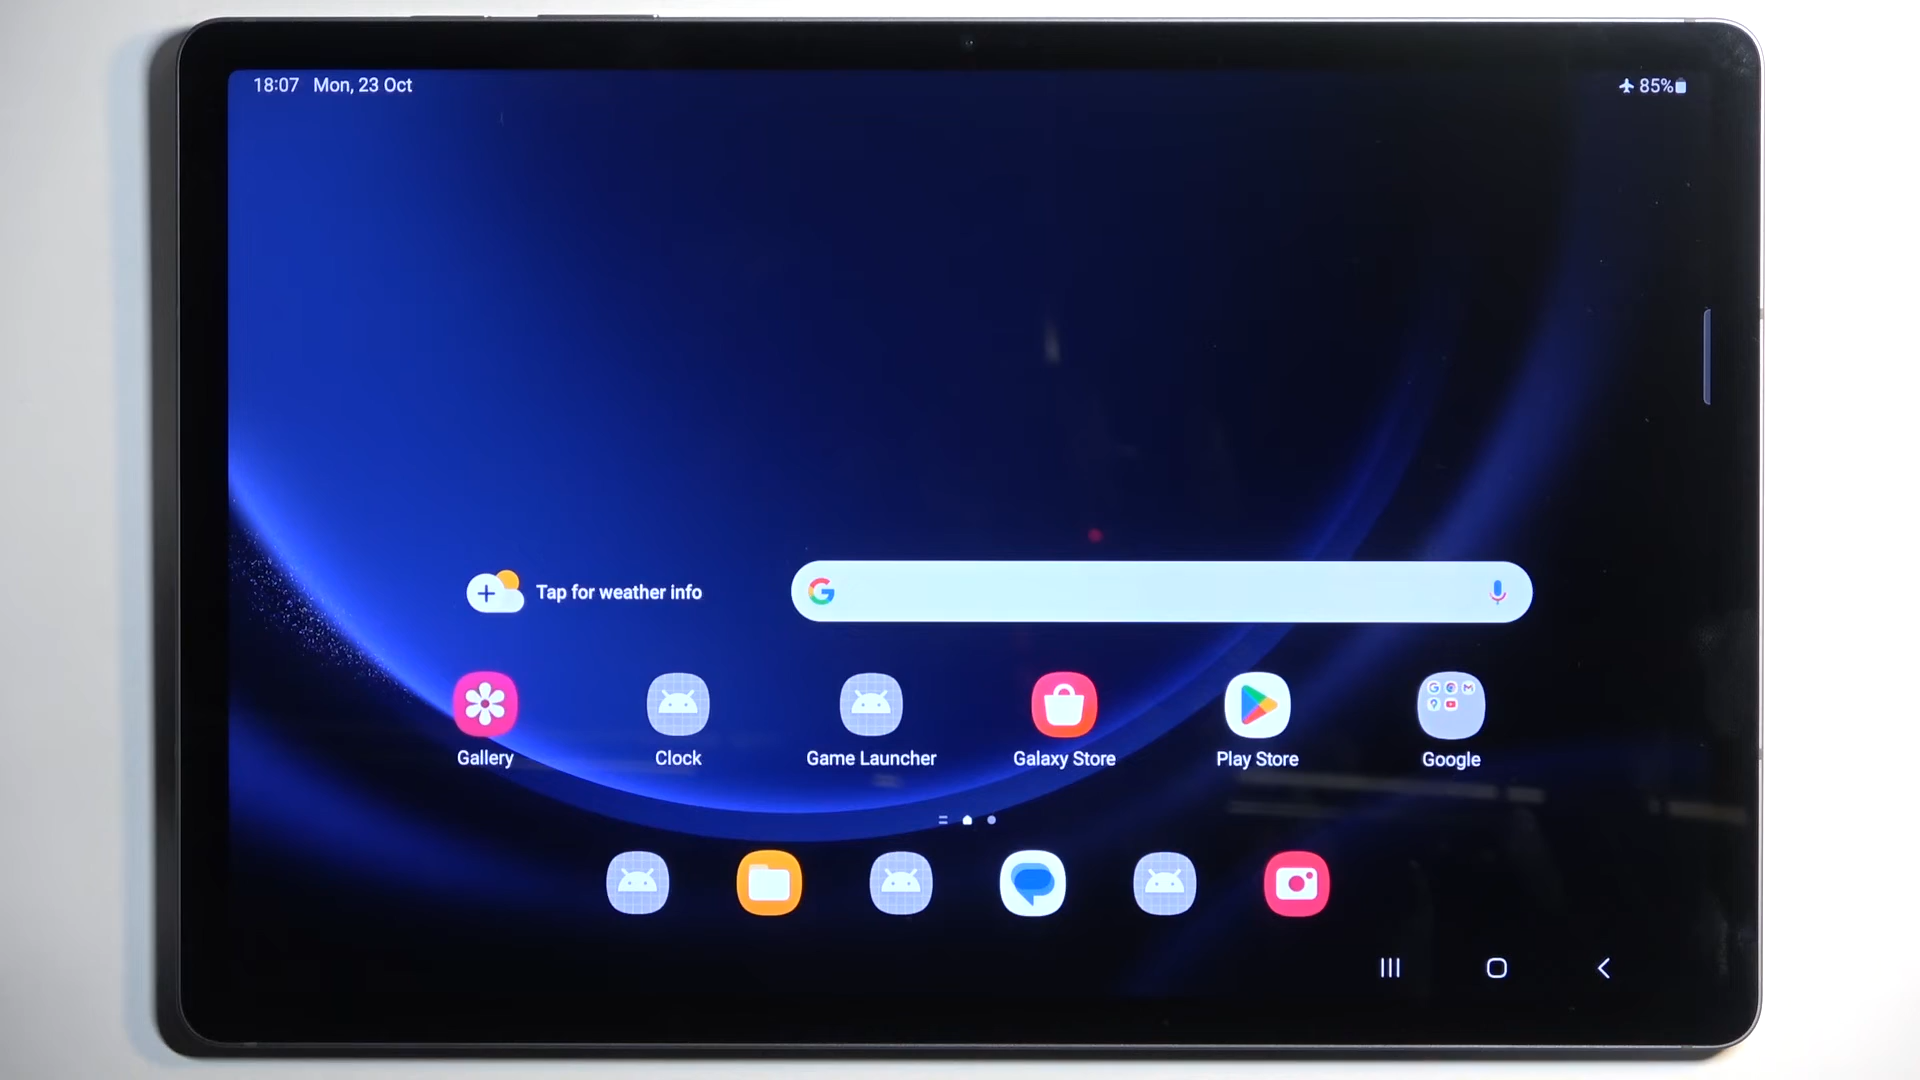 18:07 Mon, 23 Oct
85%
Tap for weather info
Gallery
Clock
Game Launcher
Galaxy Store
Play Store
Google